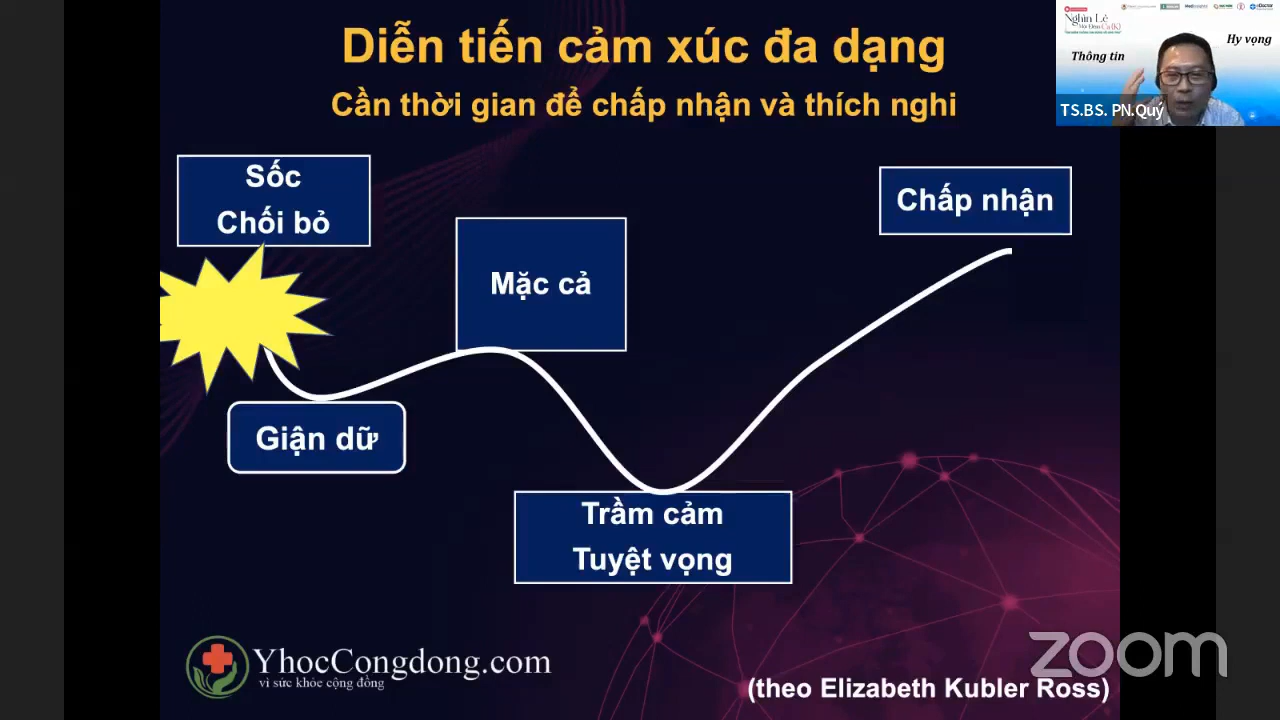 Diễn tiến cảm xúc đa dạng
Cần thời gian để chấp nhận và thích nghi
Sốc
Chối bỏ
Mặc cả
Chấp nhận
Giận dữ
Trầm cảm
Tuyệt vọng
YhocCongdong.com
vì sức khỏe cộng đồng
(theo Elizabeth Kubler Ross)
zoom
Nghìn Lẻ
Hy vọng
Thông tin
TS.BS. PN.Quý